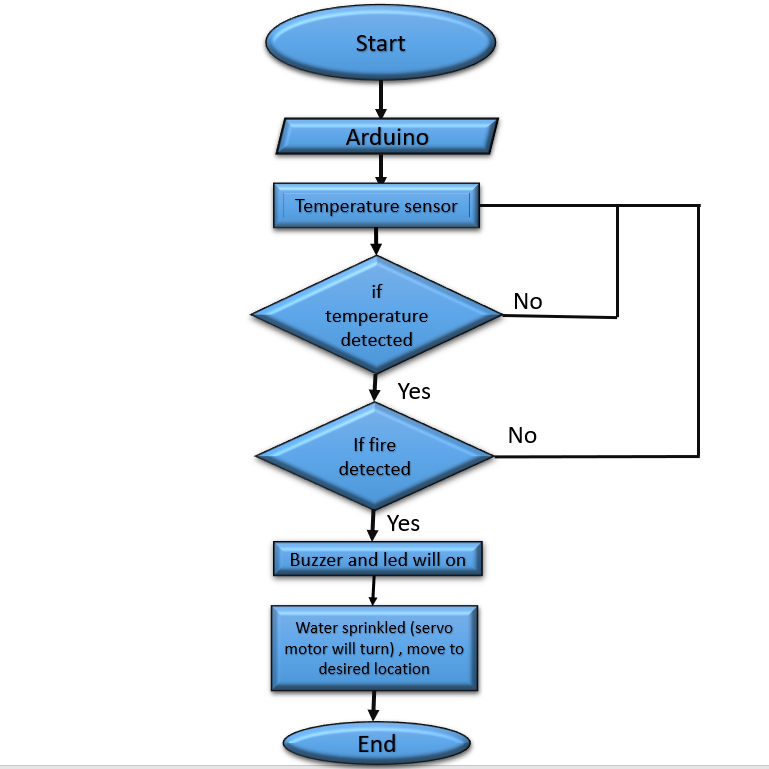 Start
Arduino
Temperature sensor
if
temperature
detected
No
Yes
If fire
detected
No
Yes
Buzzer and led will on
Water sprinkled (servo
motor will turn) , move to
desired location
End